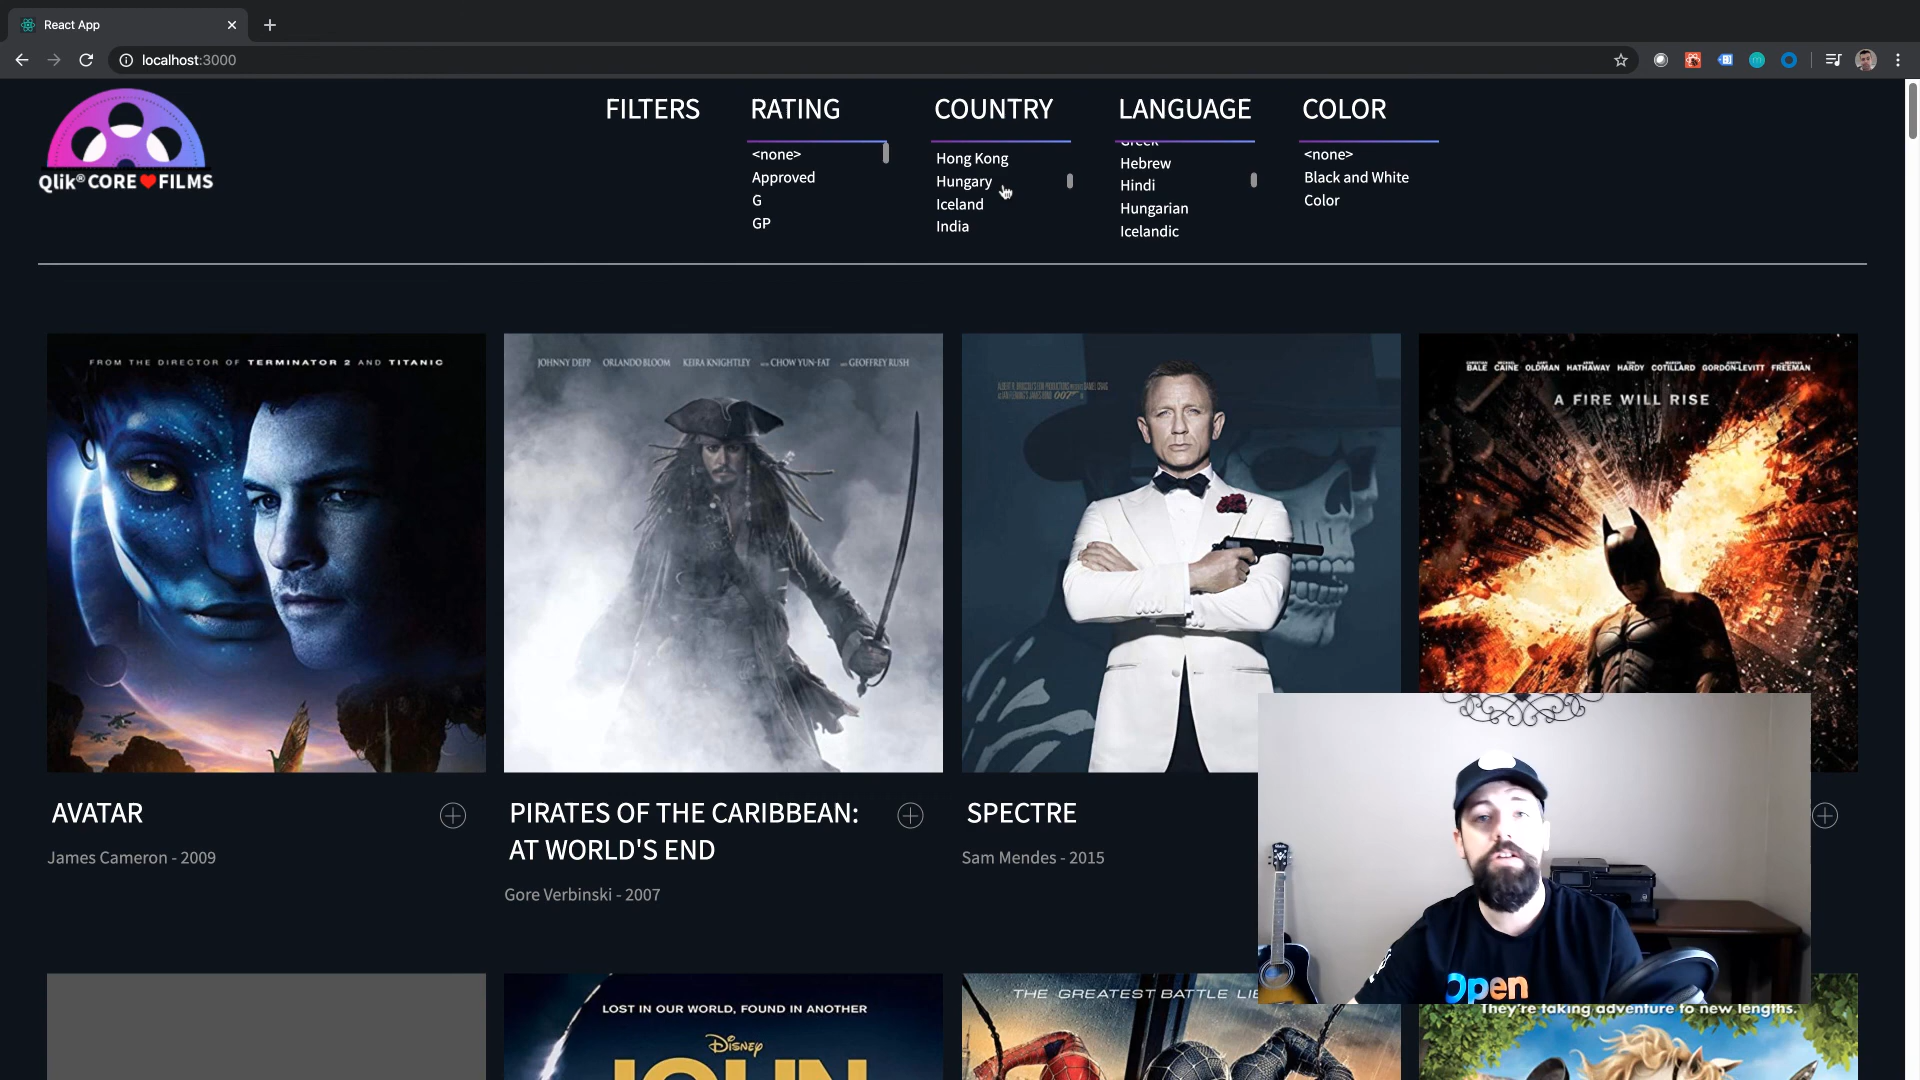 React App
localhost:3000
Qlik® CORE FILMS
FILTERS
RATING
<none>
Approved
G
GP
COUNTRY
Hong Kong
Hungary
Iceland
India
LANGUAGE
Greek
Hebrew
Hindi
Hungarian
Icelandic
COLOR
<none>
Black and White
Color
FROM THE DIRECTOR OF TERMINATOR 2 AND TITANIC
AVATAR
James Cameron - 2009
JOHNNY DEPP ORLANDO BLOOM KEIRA KNIGHTLEY CHOW YUN-FAT GEOFFREY RUSH
PIRATES OF THE CARIBBEAN:
AT WORLD'S END
Gore Verbinski - 2007
007
SPECTRE
Sam Mendes - 2015
BALE CAINE OLDMAN HATHAWAY HARDY COTILLARD GORDON-LEVITT FREEMAN
A FIRE WILL RISE
Open
LOST IN OUR WORLD, FOUND IN ANOTHER
Disney
JOHN
THE GREATEST BATTLE LIE
They're taking adventure to new lengths.